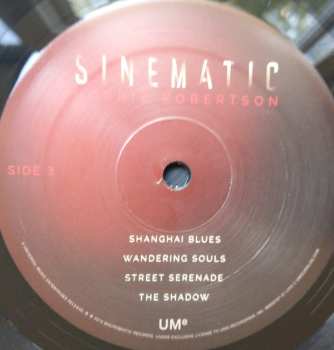 SINEMATIC
ROBERTSON
SIDE 3
SHANGHAI BLUES
WANDERING SOULS
STREET SERENADE
THE SHADOW
UMe